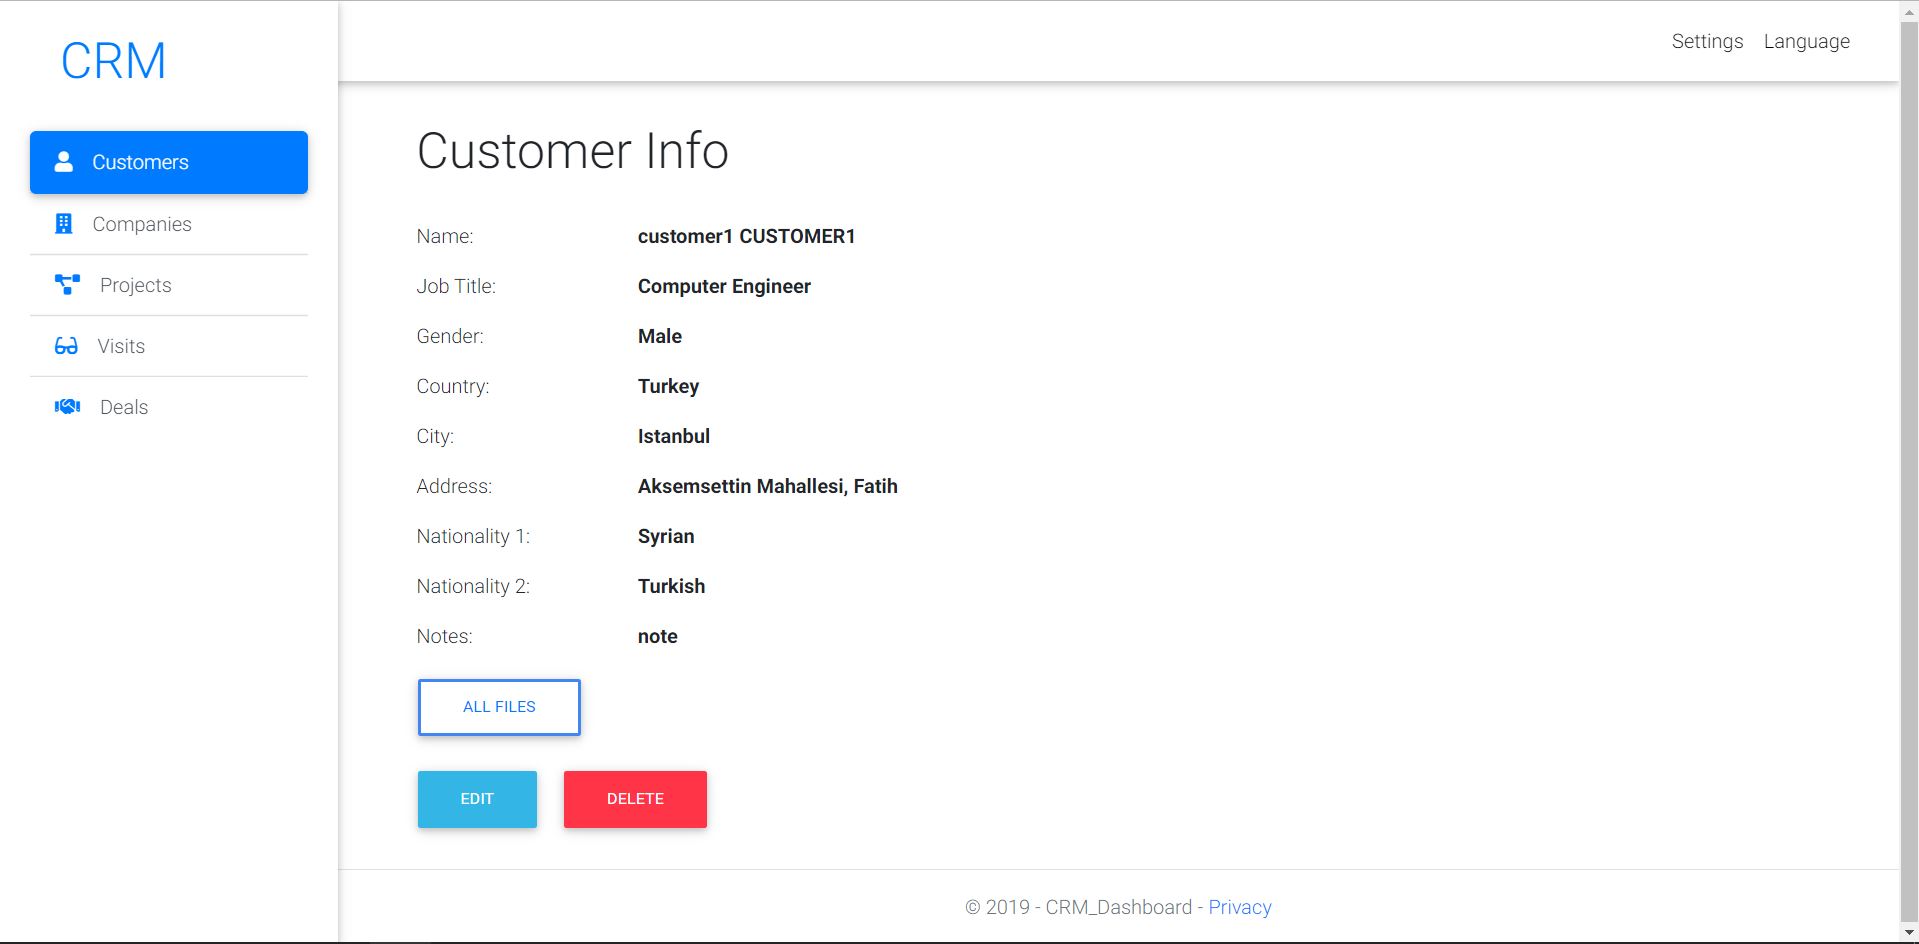 CRM
Settings Language
Customers
Companies
Projects
Visits
Deals
Customer Info
Name: customer1 CUSTOMER1
Job Title: Computer Engineer
Gender: Male
Country: Turkey
City: Istanbul
Address: Aksemsettin Mahallesi, Fatih
Nationality 1: Syrian
Nationality 2: Turkish
Notes: note
ALL FILES
EDIT DELETE
© 2019 - CRM_Dashboard - Privacy